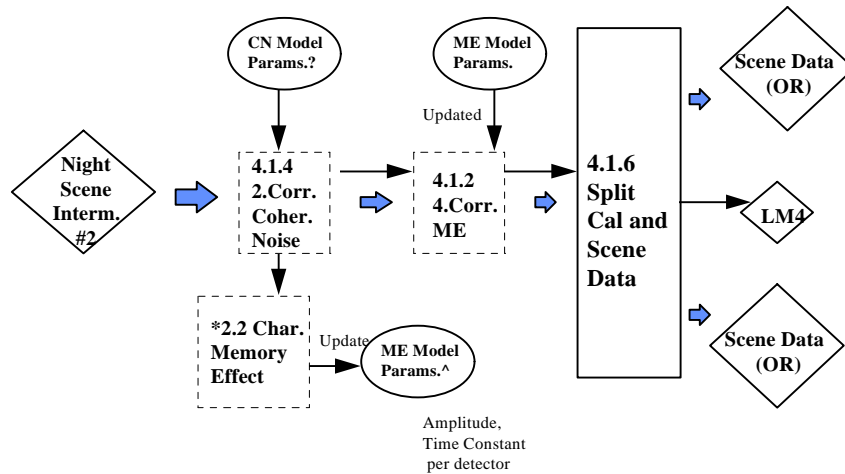 CN Model
Params.?
ME Model
Params.
Updated
Scene Data
(OR)
Night
Scene
Interm.
#2
4.1.4
2.Corr.
Coher.
Noise
4.1.2
4.Corr.
ME
4.1.6
Split
Cal and
Scene
Data
LM4
*2.2 Char.
Memory
Effect
Update
ME Model
Params.^
Scene Data
(OR)
Amplitude,
Time Constant
per detector